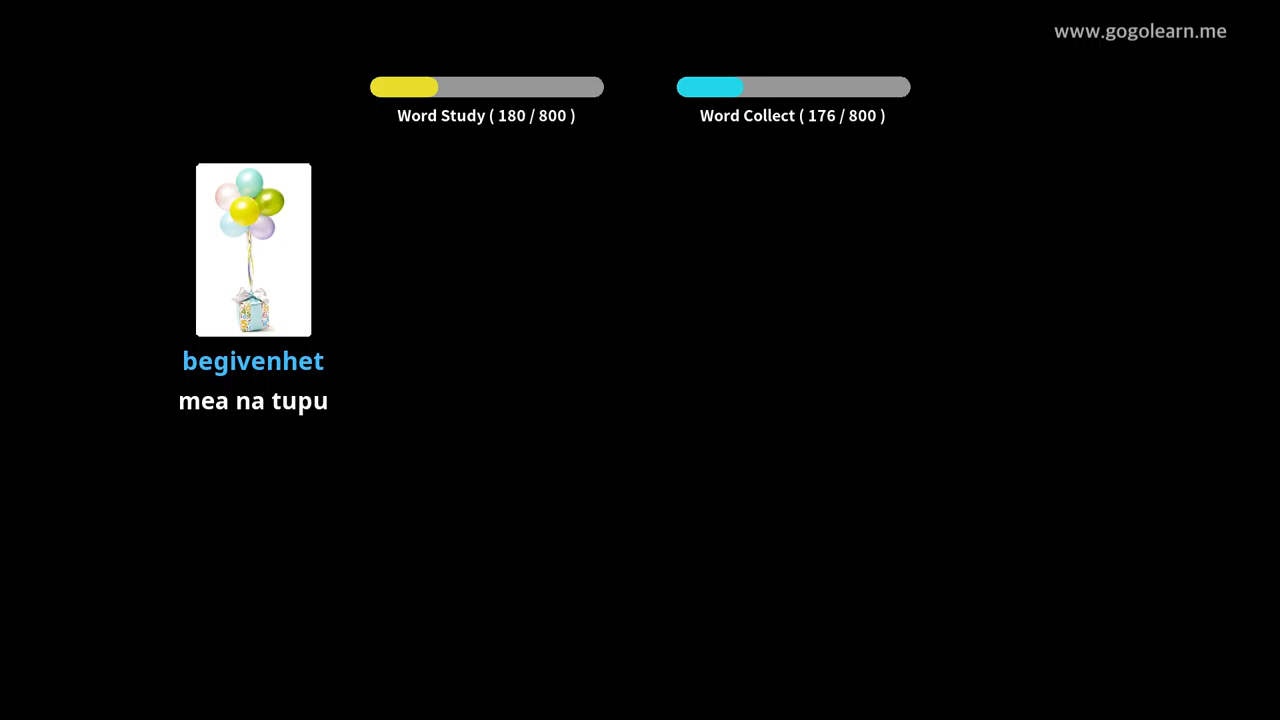 www.gogolearn.me
Word Study ( 180 / 800 )
Word Collect ( 176 / 800 )
begivenhet
mea na tupu